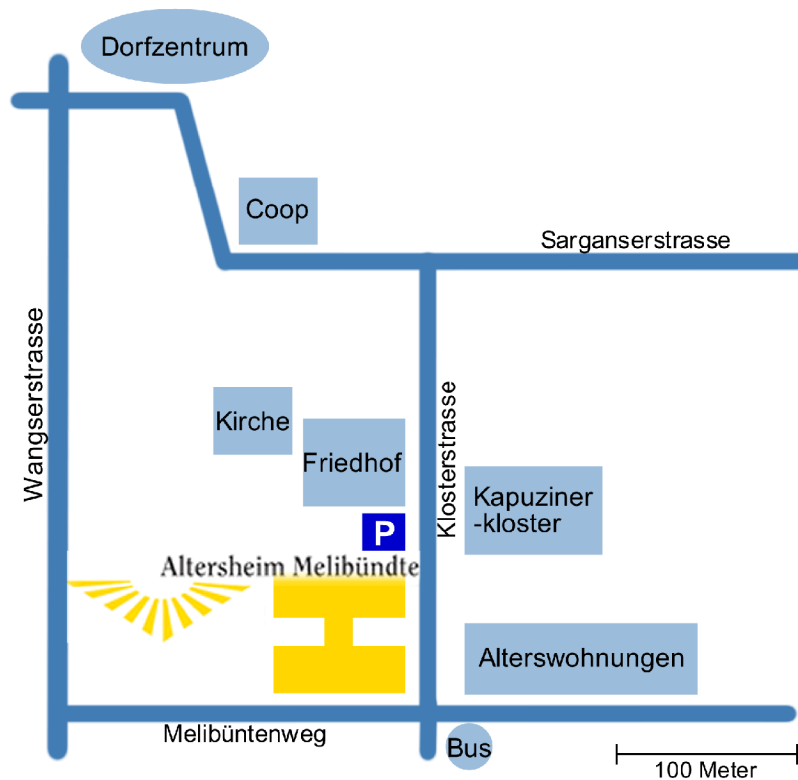 Dorfzentrum
Coop
Sarganserstrasse
Wangserstrasse
Kirche
Klosterstrasse
Friedhof
Kapuziner
-kloster
P
Altersheim Melibündte
Alterswohnungen
Melibüntenweg
Bus
100 Meter